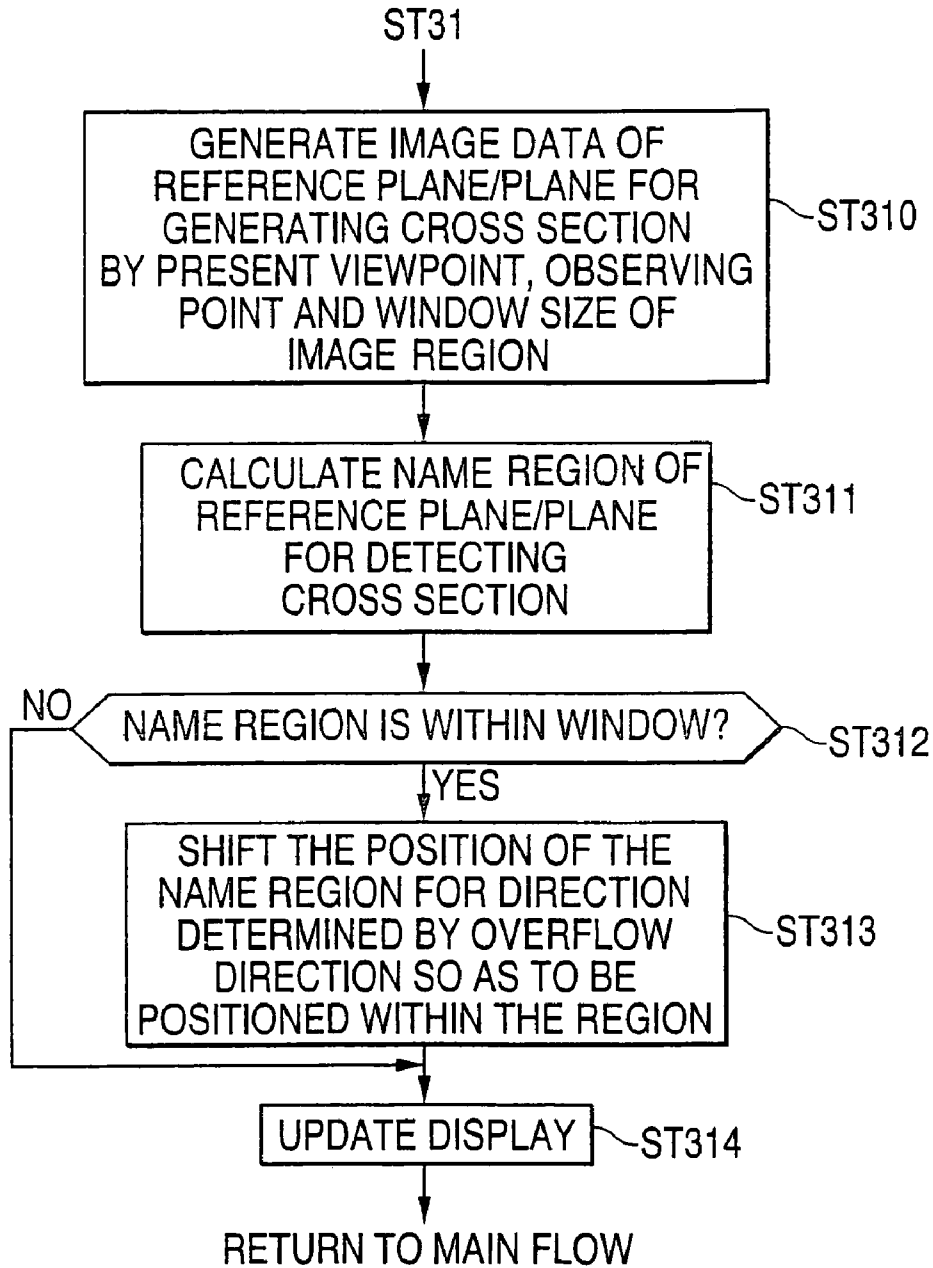 ST31
GENERATE IMAGE DATA OF
REFERENCE PLANE/PLANE FOR
GENERATING CROSS SECTION
BY PRESENT VIEWPOINT, OBSERVING
POINT AND WINDOW SIZE OF
IMAGE REGION
ST310
CALCULATE NAME REGION OF
REFERENCE PLANE/PLANE
FOR DETECTING
CROSS SECTION
ST311
NO
NAME REGION IS WITHIN WINDOW?
ST312
YES
SHIFT THE POSITION OF THE
NAME REGION FOR DIRECTION
DETERMINED BY OVERFLOW
DIRECTION SO AS TO BE
POSITIONED WITHIN THE REGION
ST313
UPDATE DISPLAY
ST314
RETURN TO MAIN FLOW